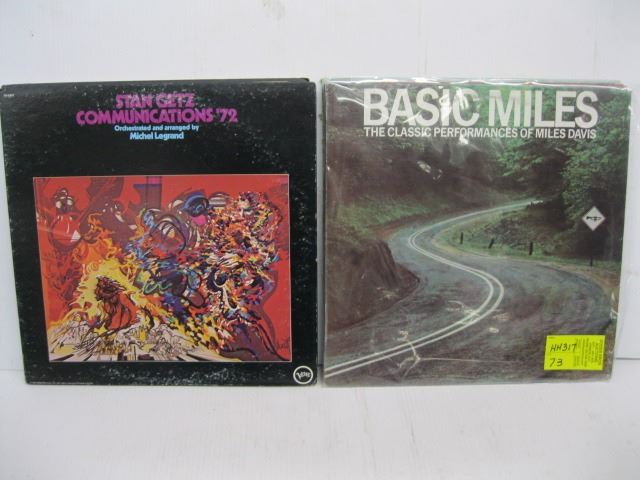 STAN GETZ
COMMUNICATIONS '72
Orchestrated and arranged by
Michel Legrand
Verve
BASIC MILES
THE CLASSIC PERFORMANCES OF MILES DAVIS
HH317
73